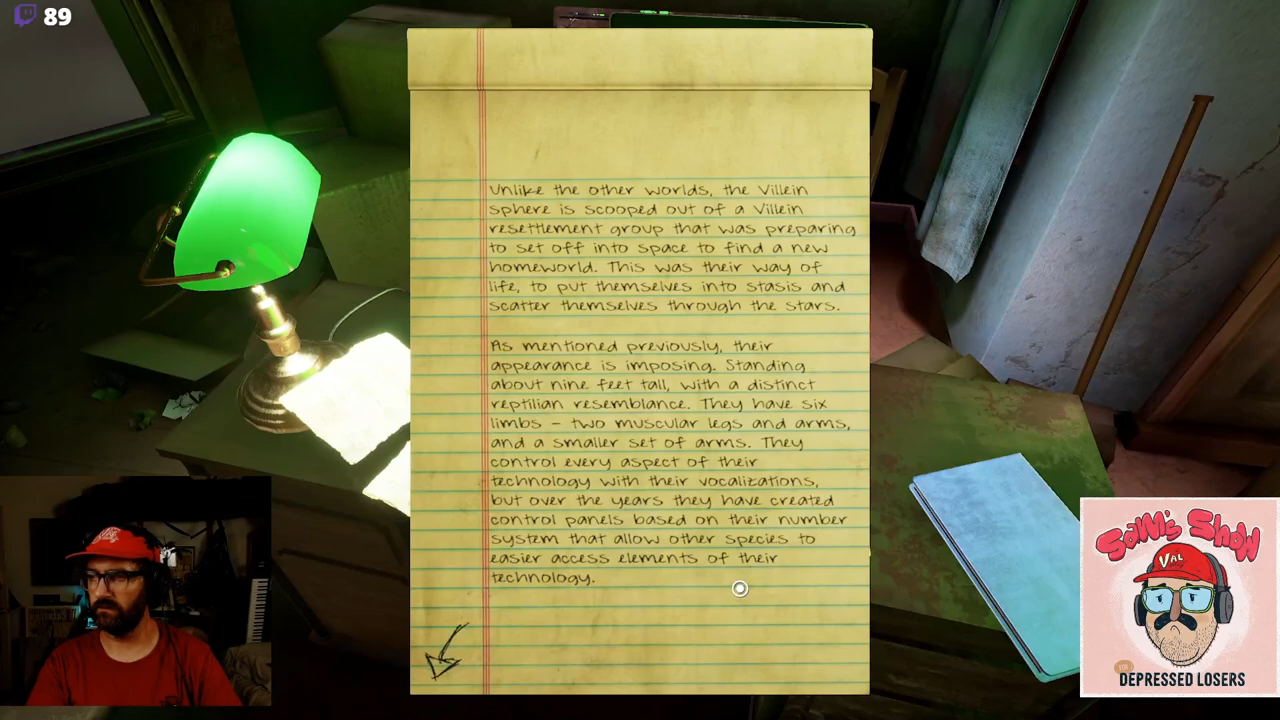 89
Unlike the other worlds, the Villein
sphere is scooped out of a Villein
resettlement group that was preparing
to set off into space to find a new
homeworld. This was their way of
life, to put themselves into stasis and
scatter themselves through the stars.
As mentioned previously, their
appearance is imposing. Standing
about nine feet tall, with a distinct
reptilian resemblance. They have six
limbs - two muscular legs and arms,
and a smaller set of arms. They
control every aspect of their
technology with their vocalizations,
but over the years they have created
control panels based on their number
system that allow other species to
easier access elements of their
technology.
Sam's Show
VAL
FOR
DEPRESSED LOSERS